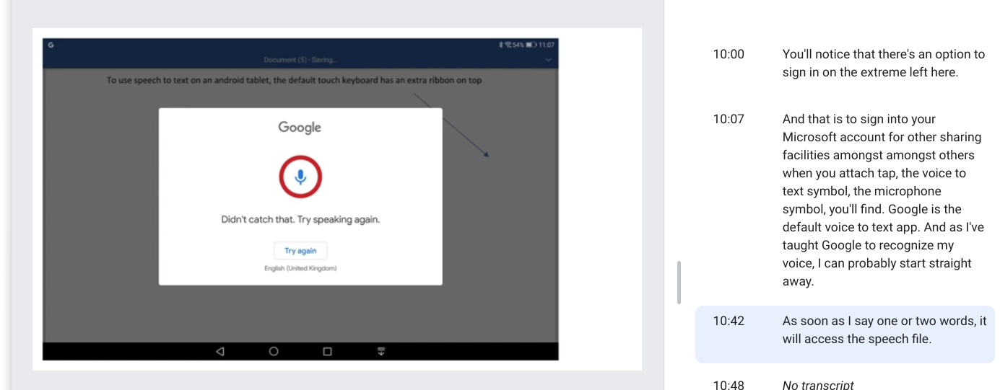 G
54% 11:07
Document (5) - Saving...
To use speech to text on an android tablet, the default touch keyboard has an extra ribbon on top
Google
Didn't catch that. Try speaking again.
Try again
English (United Kingdom)
10:00
You'll notice that there's an option to
sign in on the extreme left here.
10:07
And that is to sign into your
Microsoft account for other sharing
facilities amongst amongst others
when you attach tap, the voice to
text symbol, the microphone
symbol, you'll find. Google is the
default voice to text app. And as I've
taught Google to recognize my
voice, I can probably start straight
away.
10:42
As soon as I say one or two words, it
will access the speech file.
10:48
No transcript